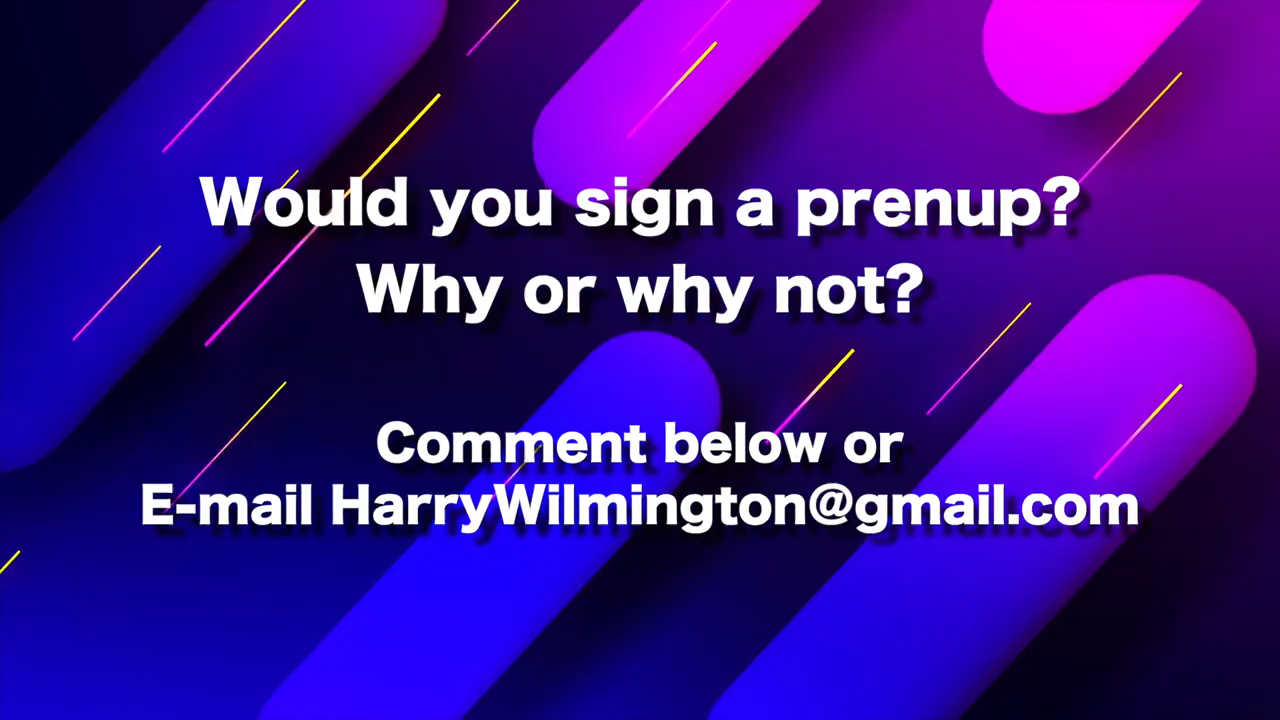 Would you sign a prenup?
Why or why not?
Comment below or
E-mail HarryWilmington@gmail.com